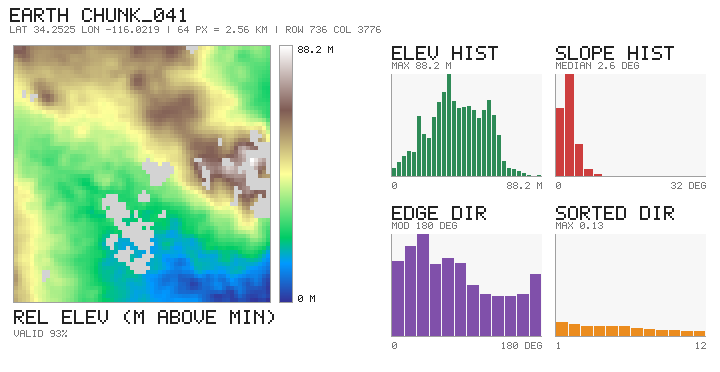 EARTH CHUNK_041
LAT 34.2525 LON -116.0219 | 64 PX = 2.56 KM | ROW 736 COL 3776
88.2 M
0 M
REL ELEV (M ABOVE MIN)
VALID 93%
ELEV HIST
MAX 88.2 M
0 88.2 M
SLOPE HIST
MEDIAN 2.6 DEG
0 32 DEG
EDGE DIR
MOD 180 DEG
0 180 DEG
SORTED DIR
MAX 0.13
1 12